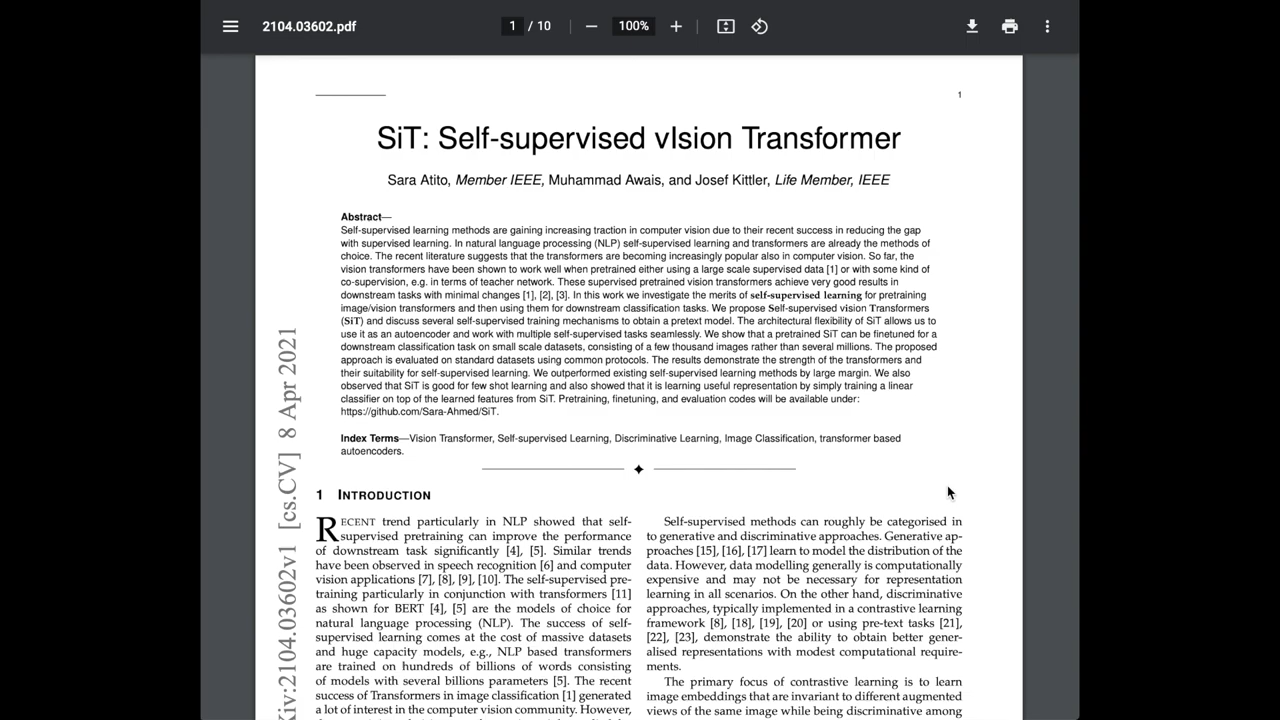 2104.03602.pdf
1 / 10
100%
1
SiT: Self-supervised vIsion Transformer
Sara Atito, Member IEEE, Muhammad Awais, and Josef Kittler, Life Member, IEEE
Abstract—
Self-supervised learning methods are gaining increasing traction in computer vision due to their recent success in reducing the gap
with supervised learning. In natural language processing (NLP) self-supervised learning and transformers are already the methods of
choice. The recent literature suggests that the transformers are becoming increasingly popular also in computer vision. So far, the
vision transformers have been shown to work well when pretrained either using a large scale supervised data [1] or with some kind of
co-supervision, e.g. in terms of teacher network. These supervised pretrained vision transformers achieve very good results in
downstream tasks with minimal changes [1], [2], [3]. In this work we investigate the merits of self-supervised learning for pretraining
image/vision transformers and then using them for downstream classification tasks. We propose Self-supervised vision Transformers
(SiT) and discuss several self-supervised training mechanisms to obtain a pretext model. The architectural flexibility of SiT allows us to
use it as an autoencoder and work with multiple self-supervised tasks seamlessly. We show that a pretrained SiT can be finetuned for a
downstream classification task on small scale datasets, consisting of a few thousand images rather than several millions. The proposed
approach is evaluated on standard datasets using common protocols. The results demonstrate the strength of the transformers and
their suitability for self-supervised learning. We outperformed existing self-supervised learning methods by large margin. We also
observed that SiT is good for few shot learning and also showed that it is learning useful representation by simply training a linear
classifier on top of the learned features from SiT. Pretraining, finetuning, and evaluation codes will be available under:
https://github.com/Sara-Ahmed/SiT.
Index Terms—Vision Transformer, Self-supervised Learning, Discriminative Learning, Image Classification, transformer based
autoencoders.
1 INTRODUCTION
RECENT trend particularly in NLP showed that self-
supervised pretraining can improve the performance
of downstream task significantly [4], [5]. Similar trends
have been observed in speech recognition [6] and computer
vision applications [7], [8], [9], [10]. The self-supervised pre-
training particularly in conjunction with transformers [11]
as shown for BERT [4], [5] are the models of choice for
natural language processing (NLP). The success of self-
supervised learning comes at the cost of massive datasets
and huge capacity models, e.g., NLP based transformers
are trained on hundreds of billions of words consisting
of models with several billions parameters [5]. The recent
success of Transformers in image classification [1] generated
a lot of interest in the computer vision community. However,
Self-supervised methods can roughly be categorised in
to generative and discriminative approaches. Generative ap-
proaches [15], [16], [17] learn to model the distribution of the
data. However, data modelling generally is computationally
expensive and may not be necessary for representation
learning in all scenarios. On the other hand, discriminative
approaches, typically implemented in a contrastive learning
framework [8], [18], [19], [20] or using pre-text tasks [21],
[22], [23], demonstrate the ability to obtain better gener-
alised representations with modest computational require-
ments.
The primary focus of contrastive learning is to learn
image embeddings that are invariant to different augmented
views of the same image while being discriminative among
Xiv:2104.03602v1 [cs.CV] 8 Apr 2021